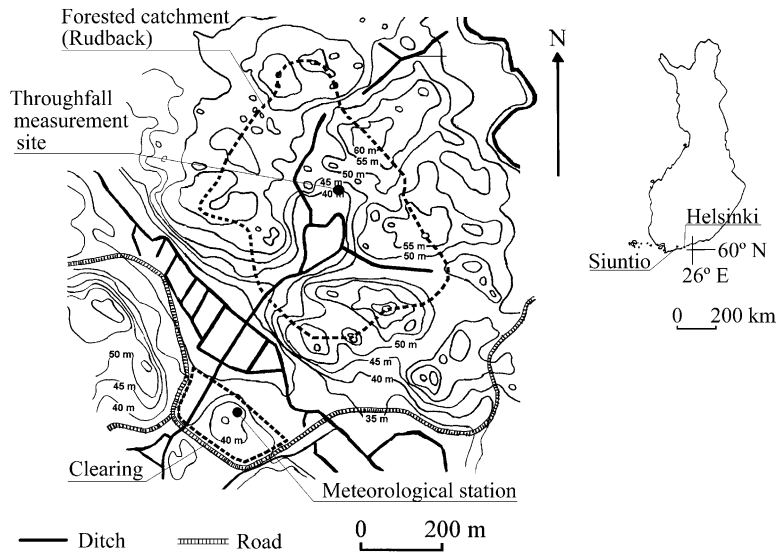 Forested catchment
(Rudback)
N
Throughfall
measurement
site
60 m
55 m
50 m
45 m
40 m
55 m
50 m
Helsinki
60º N
Siuntio
26º E
0 200 km
50 m
45 m
40 m
50 m
45 m
40 m
35 m
40 m
Clearing
Meteorological station
Ditch
Road
0 200 m